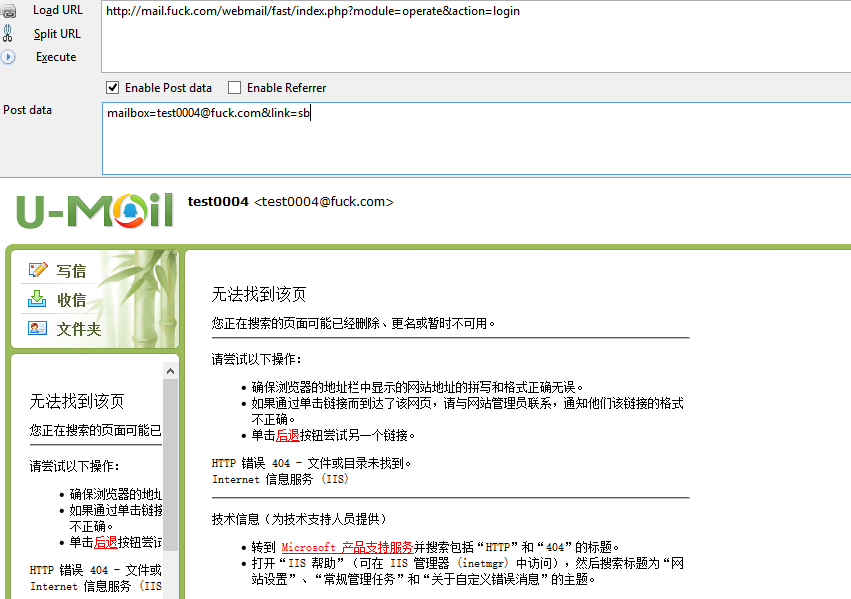 Load URL
http://mail.fuck.com/webmail/fast/index.php?module=operate&action=login
Split URL
Execute
Enable Post data
Enable Referrer
Post data
mailbox=test0004@fuck.com&link=sb
U-Mail
test0004 <test0004@fuck.com>
写信
收信
文件夹
无法找到该页
您正在搜索的页面可能已
请尝试以下操作：
• 确保浏览器的地址
• 如果通过单击链接
不正确。
• 单击后退按钮尝试
HTTP 错误 404 - 文件或
Internet 信息服务 (IIS
无法找到该页
您正在搜索的页面可能已经删除、更名或暂时不可用。
请尝试以下操作：
• 确保浏览器的地址栏中显示的网站地址的拼写和格式正确无误。
• 如果通过单击链接而到达了该网页，请与网站管理员联系，通知他们该链接的格式
不正确。
• 单击后退按钮尝试另一个链接。
HTTP 错误 404 - 文件或目录未找到。
Internet 信息服务 (IIS)
技术信息（为技术支持人员提供）
• 转到 Microsoft 产品支持服务并搜索包括“HTTP”和“404”的标题。
• 打开“IIS 帮助”（可在 IIS 管理器 (inetmgr) 中访问），然后搜索标题为“网
站设置”、“常规管理任务”和“关于自定义错误消息”的主题。